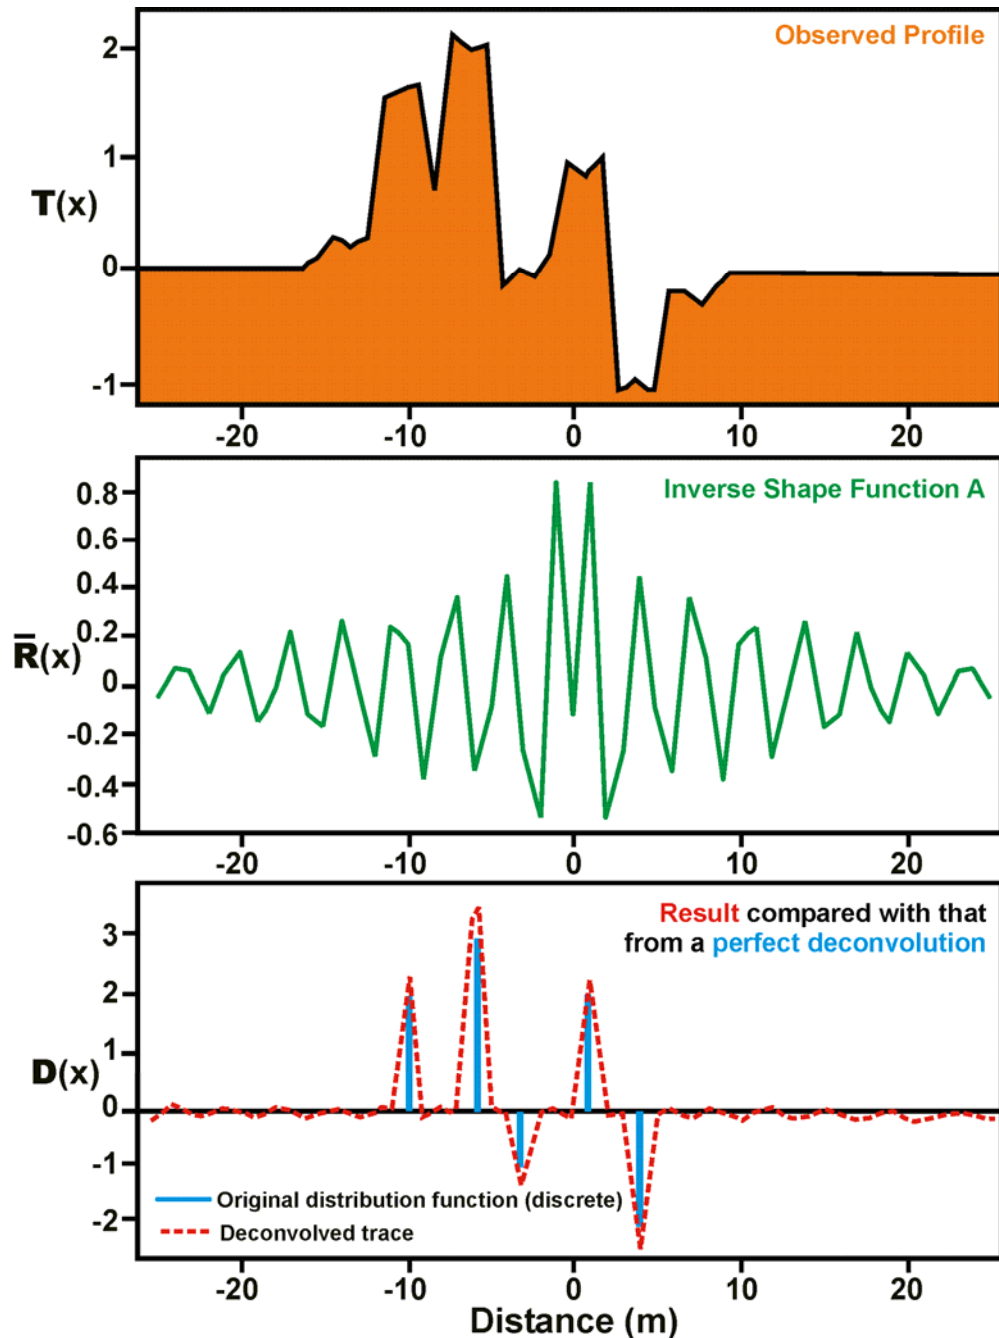 Observed Profile
2
1
T(x)
0
-1
-20 -10 0 10 20
Inverse Shape Function A
0.8
0.6
0.4
0.2
R̄(x)
0
-0.2
-0.4
-0.6
-20 -10 0 10 20
Result compared with that
from a perfect deconvolution
3
2
1
D(x)
0
-1
-2
Original distribution function (discrete)
Deconvolved trace
-20 -10 0 10 20
Distance (m)